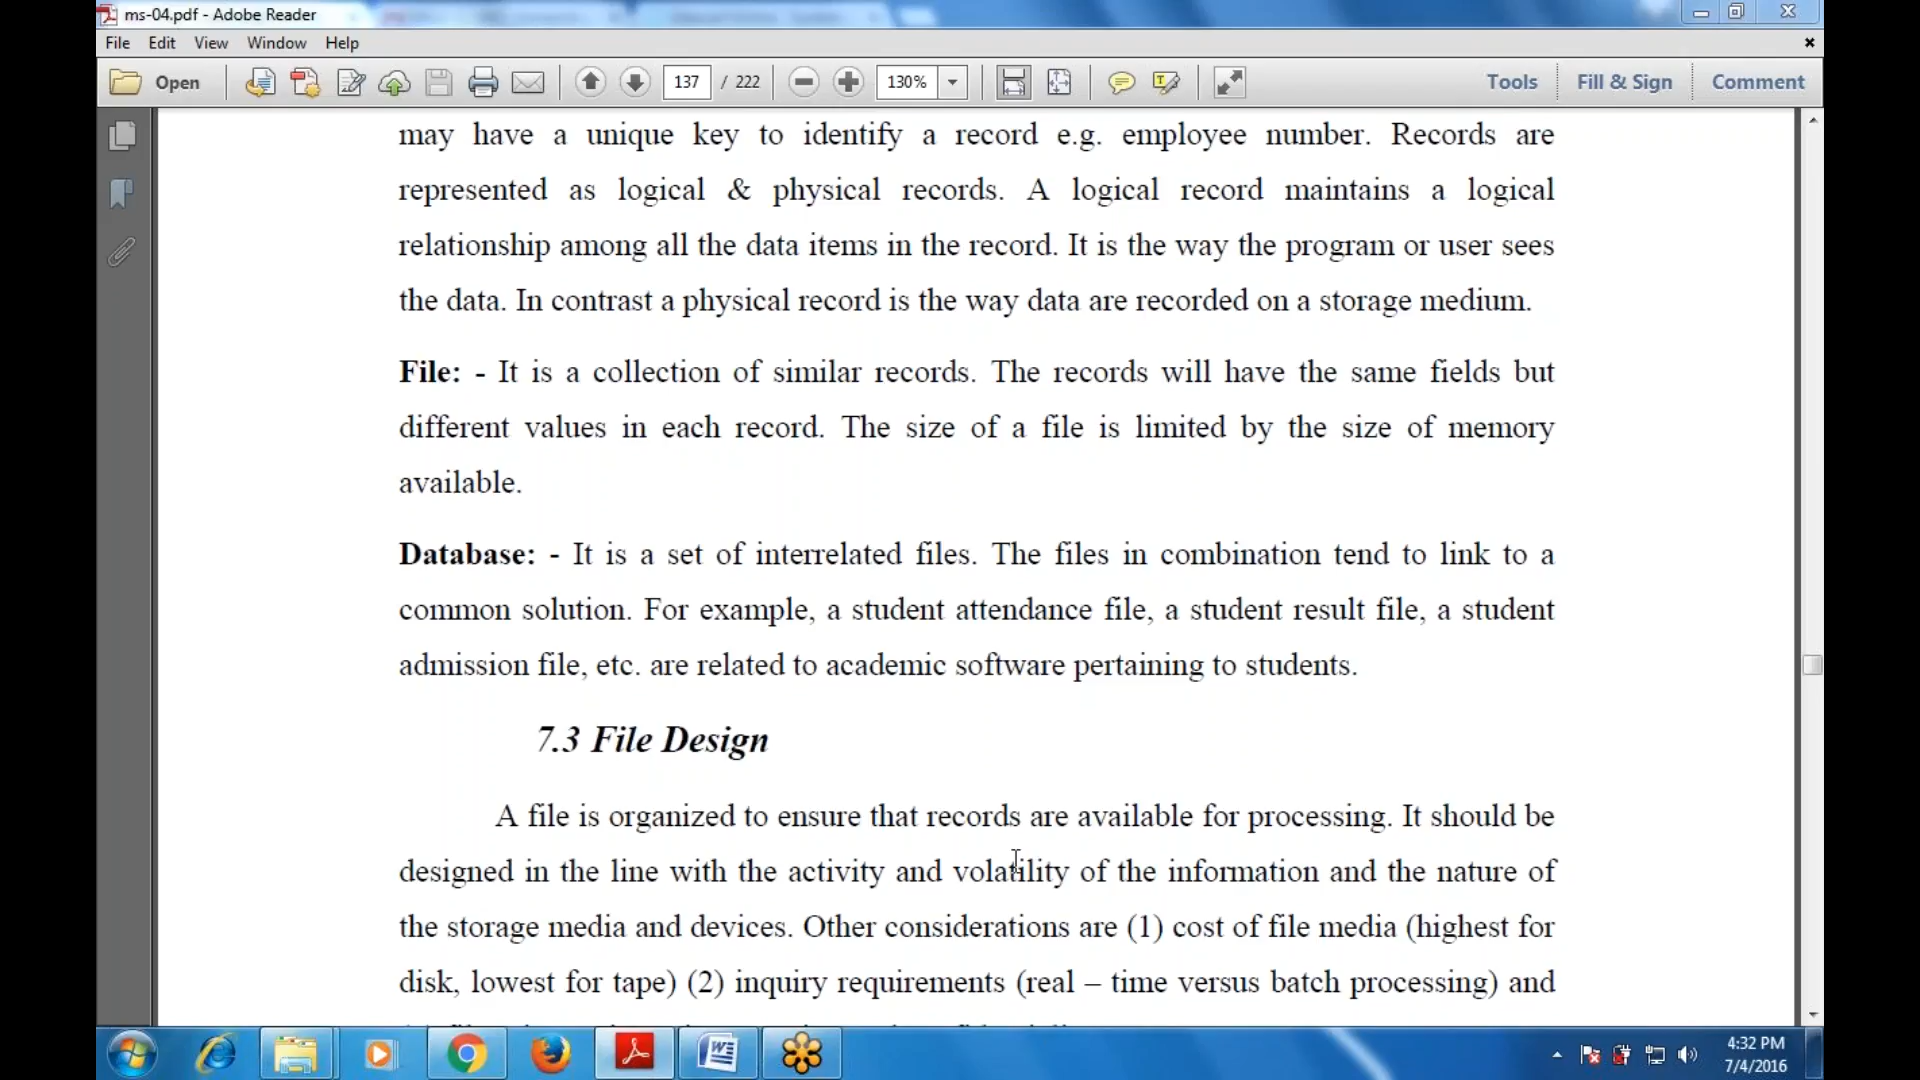 ms-04.pdf - Adobe Reader
File Edit View Window Help
Open 137 / 222 130% Tools Fill & Sign Comment
may have a unique key to identify a record e.g. employee number. Records are
represented as logical & physical records. A logical record maintains a logical
relationship among all the data items in the record. It is the way the program or user sees
the data. In contrast a physical record is the way data are recorded on a storage medium.
File: - It is a collection of similar records. The records will have the same fields but
different values in each record. The size of a file is limited by the size of memory
available.
Database: - It is a set of interrelated files. The files in combination tend to link to a
common solution. For example, a student attendance file, a student result file, a student
admission file, etc. are related to academic software pertaining to students.
7.3 File Design
A file is organized to ensure that records are available for processing. It should be
designed in the line with the activity and volatility of the information and the nature of
the storage media and devices. Other considerations are (1) cost of file media (highest for
disk, lowest for tape) (2) inquiry requirements (real – time versus batch processing) and
4:32 PM
7/4/2016